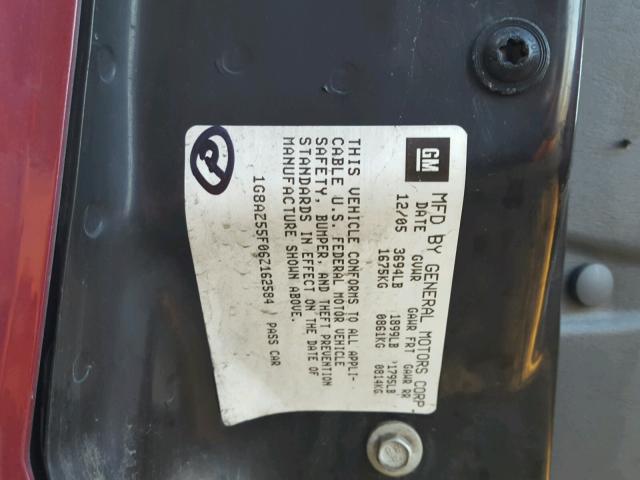 GM
MFD BY GENERAL MOTORS CORP.
DATE GVWR GAWR FRT GAWR RR
12/05 3694LB 1899LB 1795LB
1675KG 0861KG 0814KG
THIS VEHICLE CONFORMS TO ALL APPLI-
CABLE U.S. FEDERAL MOTOR VEHICLE
SAFETY, BUMPER, AND THEFT PREVENTION
STANDARDS IN EFFECT ON THE DATE OF
MANUFACTURE SHOWN ABOVE.
1G8AZ55F06Z162584 PASS CAR